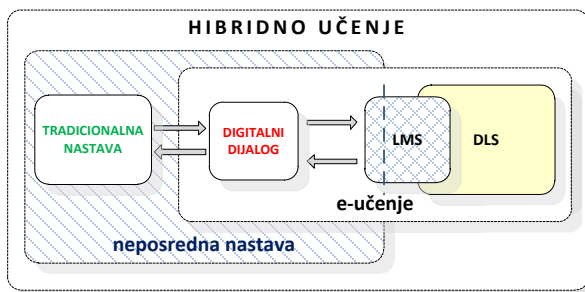 HIBRIDNO UČENJE
TRADICIONALNA
NASTAVA
DIGITALNI
DIJALOG
LMS
DLS
e-učenje
neposredna nastava